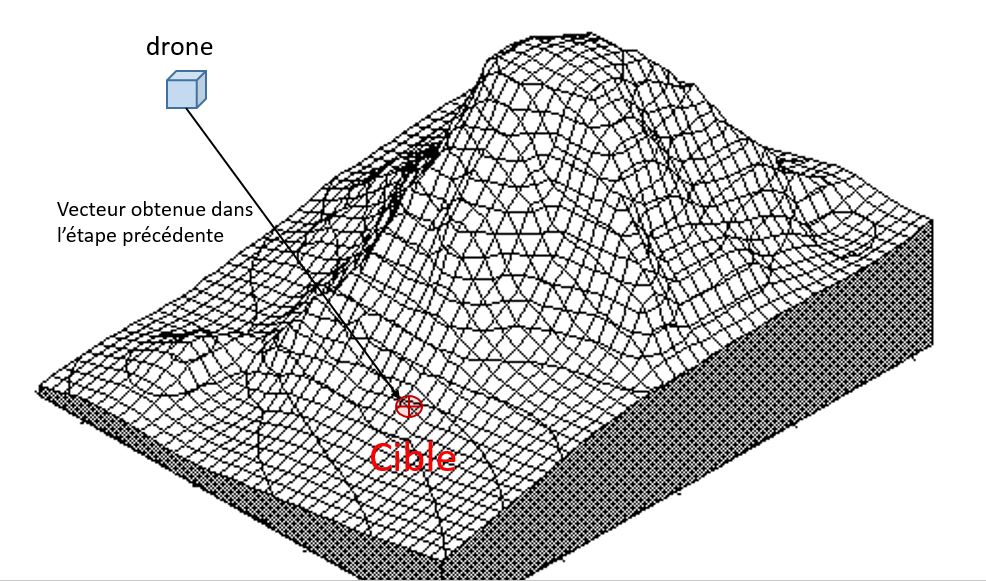 drone
Vecteur obtenue dans
l'étape précédente
Cible